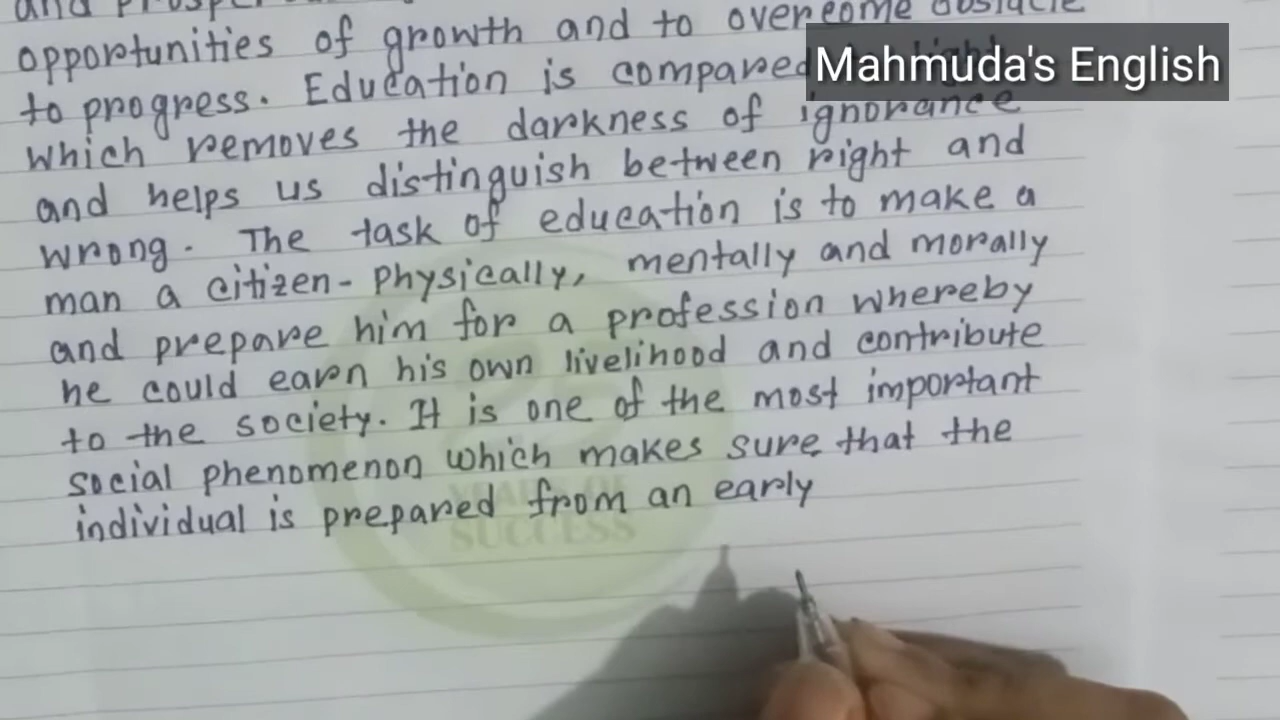 and
opportunities of growth and to overcome obstacle
Mahmuda's English
to progress. Education is compared
which removes the darkness of ignorance
and helps us distinguish between right and
wrong. The task of education is to make a
man a citizen- physically, mentally and morally
and prepare him for a profession whereby
he could earn his own livelihood and contribute
to the society. It is one of the most important
social phenomenon which makes sure that the
individual is prepared from an early
YEARS OF
SUCCESS